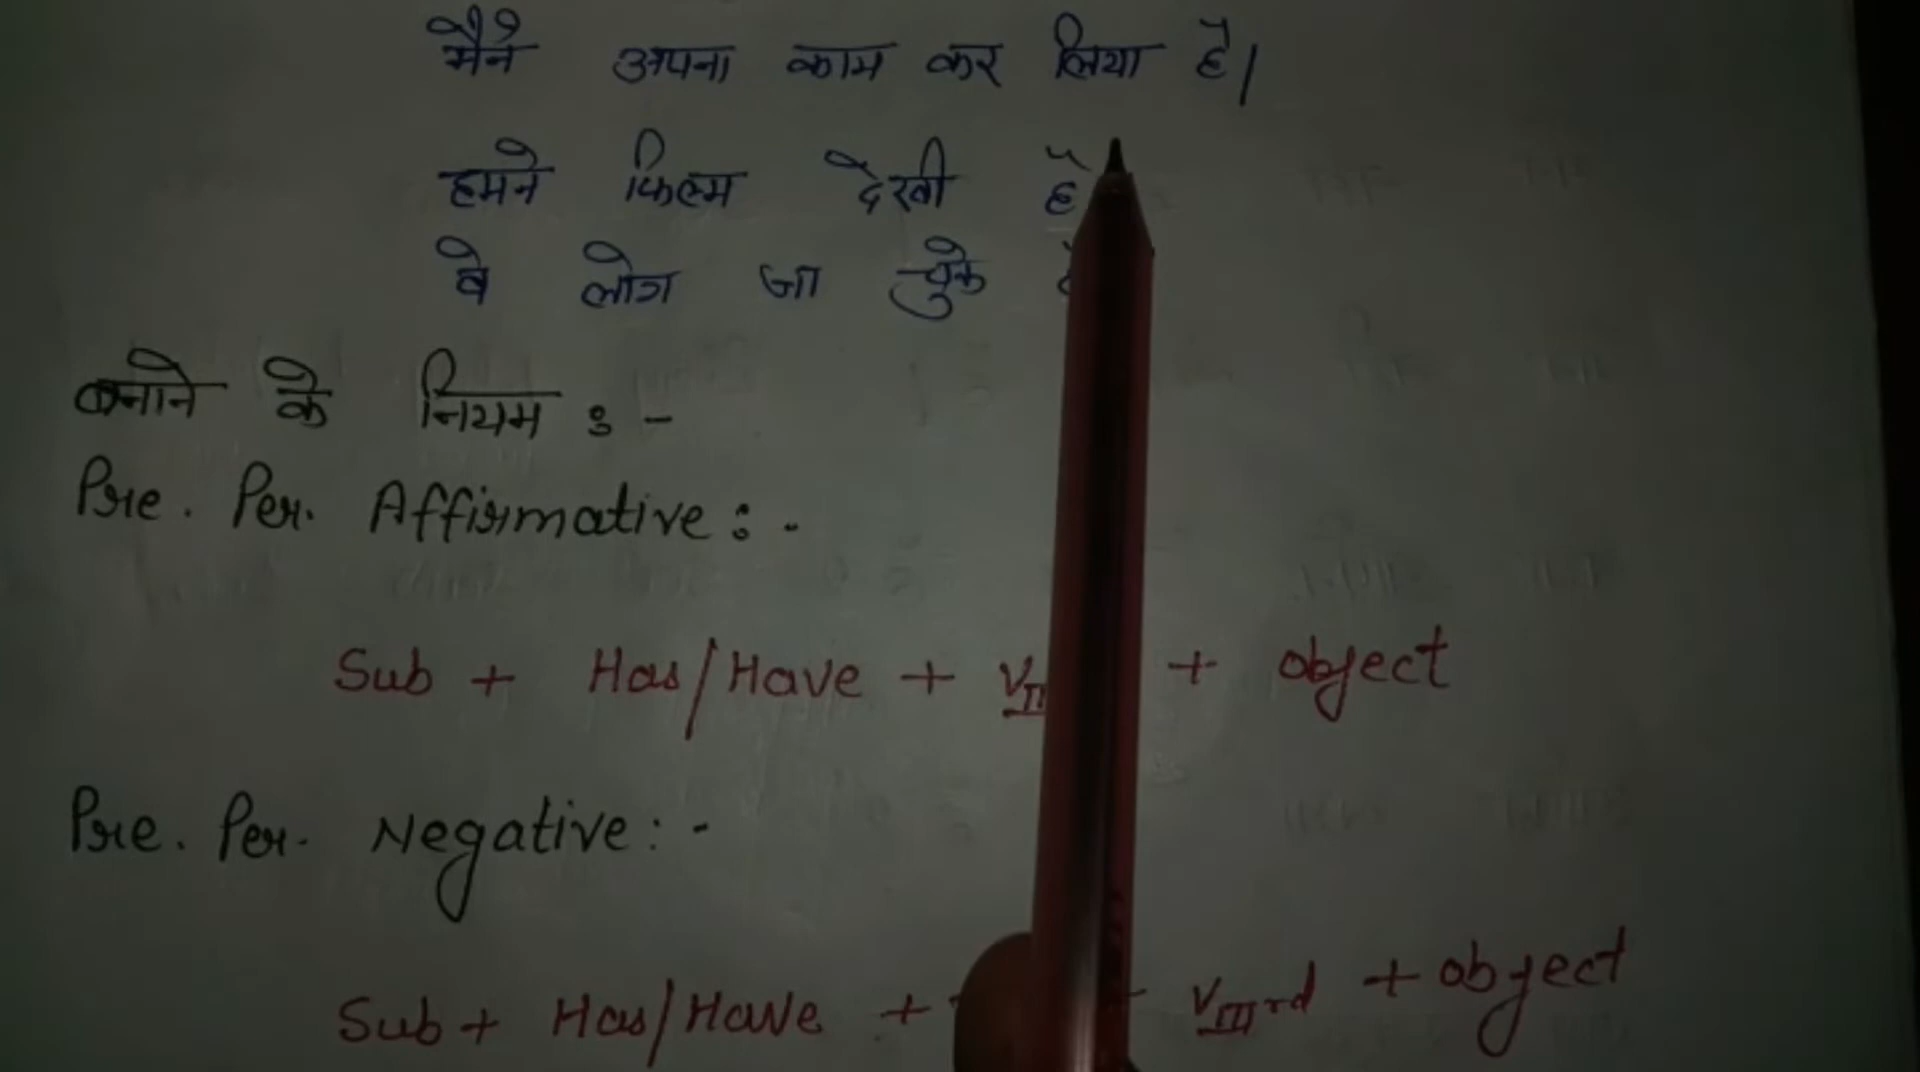 मैने अपना काम कर लिया है।
हमने फिल्म देखी है
वे लोग जा चुके
बनाने के नियम :-
Pre. Per. Affirmative :-
Sub + Has/Have + + object
Pre. Per. Negative :-
Sub + Has/Have + VIIIrd + object